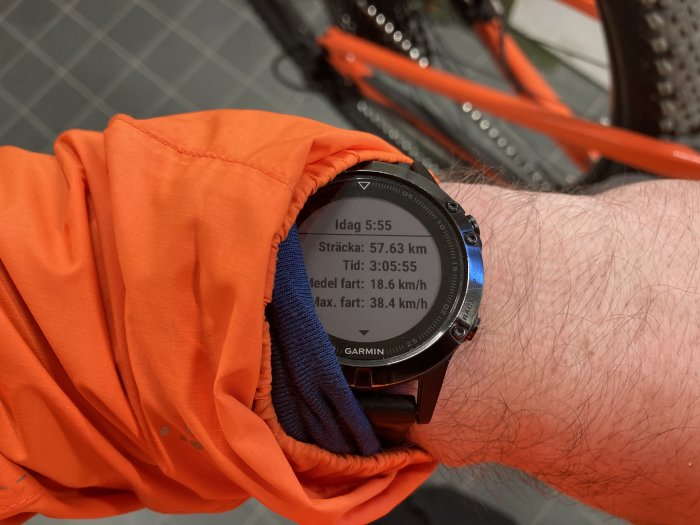 Idag 5:55
Sträcka: 57.63 km
Tid: 3:05:55
Medel fart: 18.6 km/h
Max. fart: 38.4 km/h
GARMIN